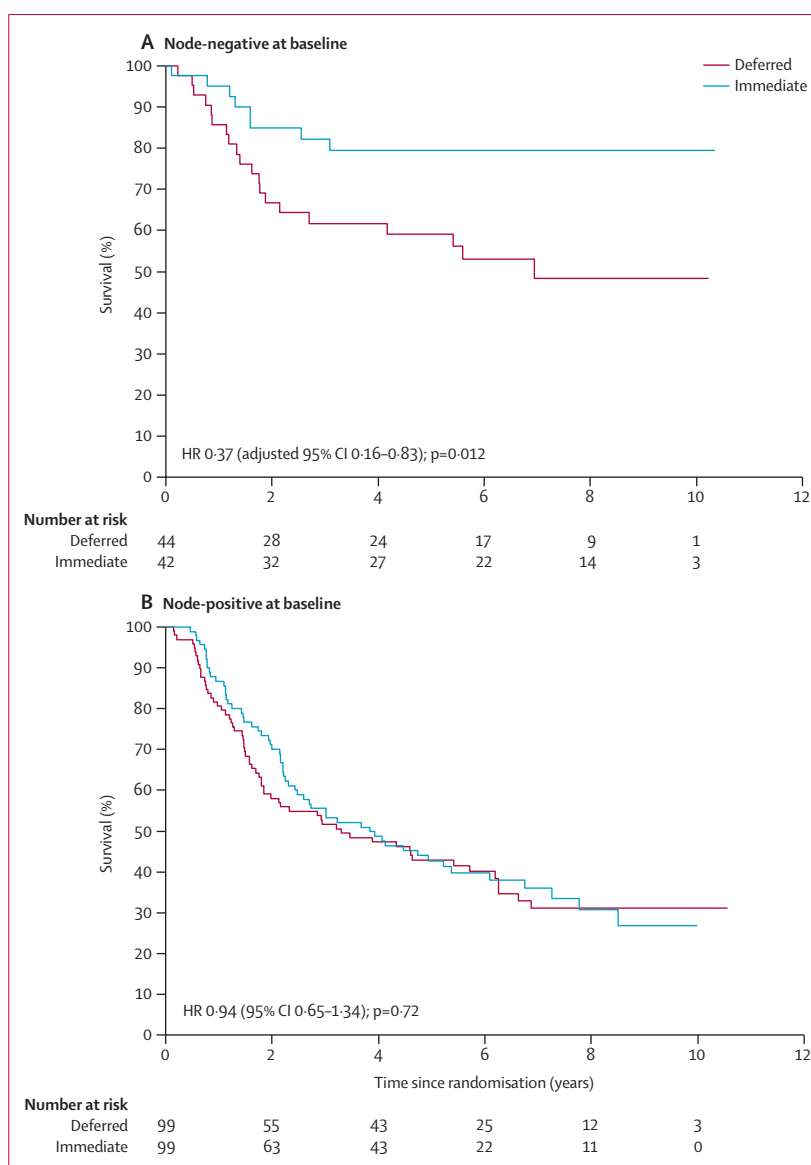 A Node-negative at baseline
Deferred
Immediate
100
90
80
70
60
50
40
30
20
10
0
Survival (%)
HR 0·37 (adjusted 95% CI 0·16–0·83); p=0·012
0 2 4 6 8 10 12
Number at risk
Deferred 44 28 24 17 9 1
Immediate 42 32 27 22 14 3
B Node-positive at baseline
100
90
80
70
60
50
40
30
20
10
0
Survival (%)
HR 0·94 (95% CI 0·65–1·34); p=0·72
0 2 4 6 8 10 12
Time since randomisation (years)
Number at risk
Deferred 99 55 43 25 12 3
Immediate 99 63 43 22 11 0